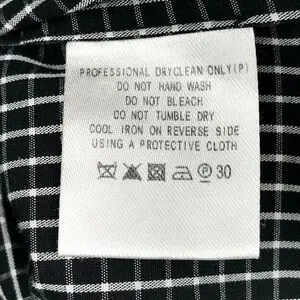 PROFESSIONAL DRYCLEAN ONLY(P)
DO NOT HAND WASH
DO NOT BLEACH
DO NOT TUMBLE DRY
COOL IRON ON REVERSE SIDE
USING A PROTECTIVE CLOTH
P 30